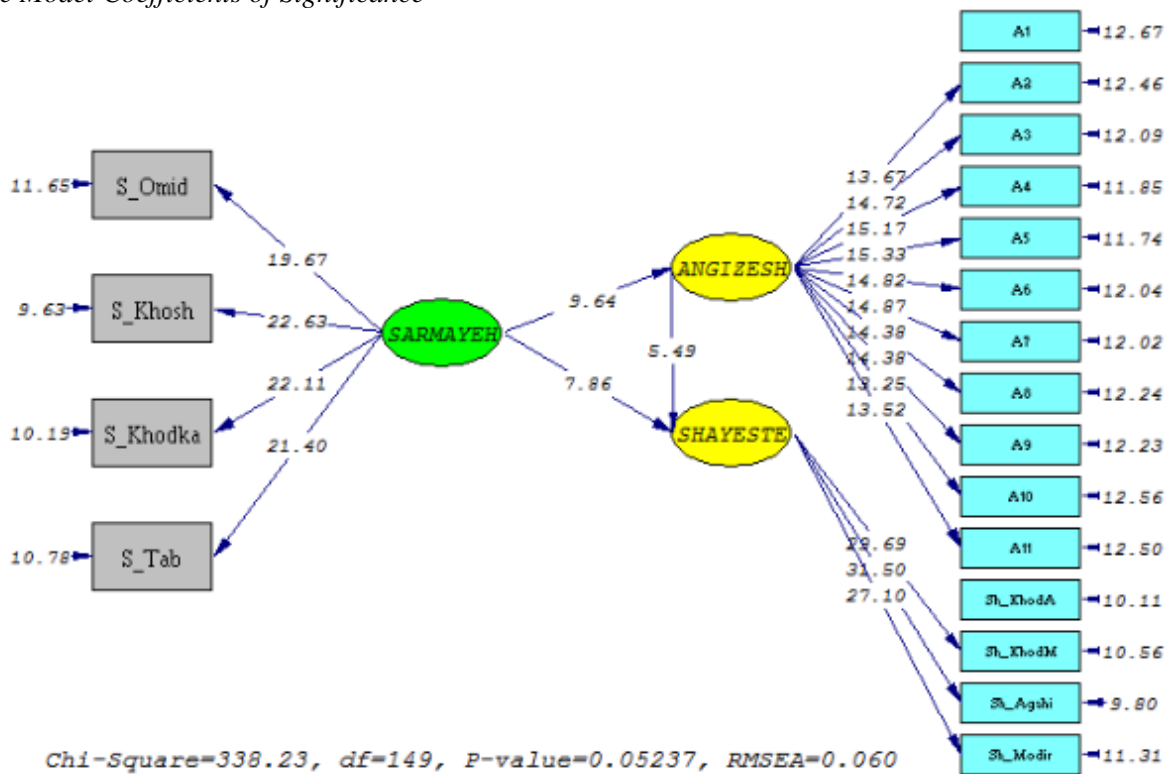 Model Coefficients of Significance
11.65
S_Omid
9.63
S_Khosh
10.19
S_Khodka
10.78
S_Tab
19.67
22.63
22.11
21.40
SARMAYEH
9.64
7.86
5.49
ANGIZESH
SHAYESTE
13.67
14.72
15.17
15.33
14.82
14.87
14.38
14.38
13.25
13.52
29.69
31.50
27.10
A1 12.67
A2 12.46
A3 12.09
A4 11.85
A5 11.74
A6 12.04
A7 12.02
A8 12.24
A9 12.23
A10 12.56
A11 12.50
Sh_KhodA 10.11
Sh_KhodM 10.56
Sh_Agshi 9.80
Sh_Modir 11.31
Chi-Square=338.23, df=149, P-value=0.05237, RMSEA=0.060